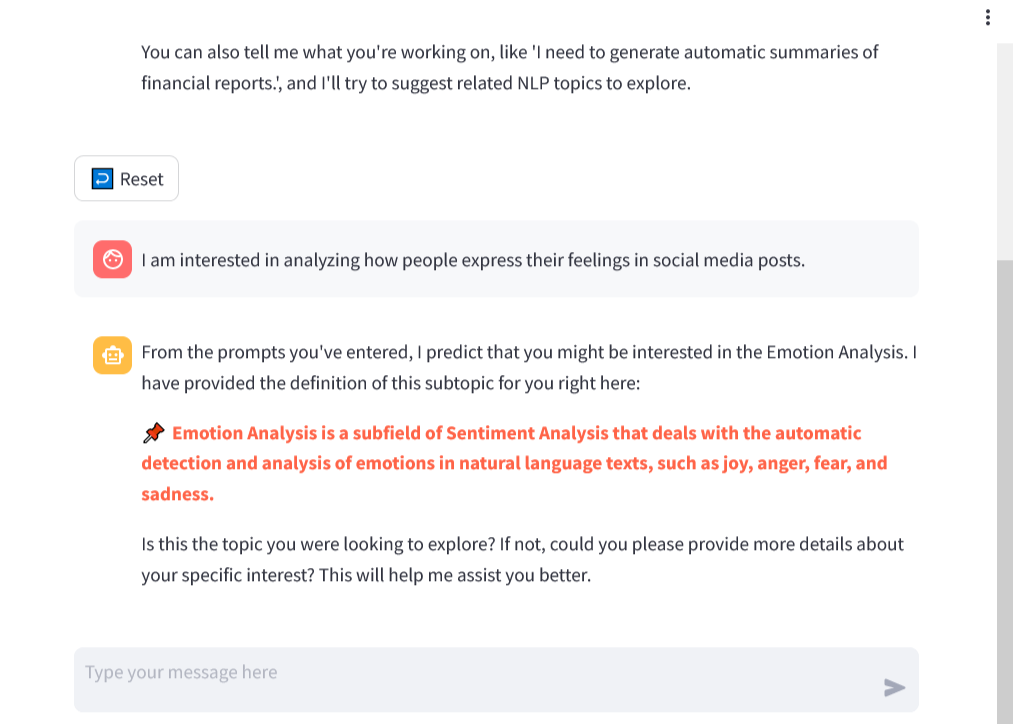 You can also tell me what you're working on, like 'I need to generate automatic summaries of
financial reports.', and I'll try to suggest related NLP topics to explore.
Reset
I am interested in analyzing how people express their feelings in social media posts.
From the prompts you've entered, I predict that you might be interested in the Emotion Analysis. I
have provided the definition of this subtopic for you right here:
Emotion Analysis is a subfield of Sentiment Analysis that deals with the automatic
detection and analysis of emotions in natural language texts, such as joy, anger, fear, and
sadness.
Is this the topic you were looking to explore? If not, could you please provide more details about
your specific interest? This will help me assist you better.
Type your message here